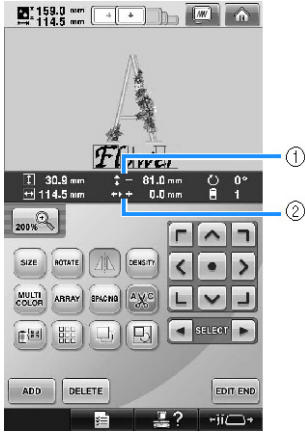 159.0 mm
114.5 mm
A
Flower
30.9 mm - 81.0 mm 0°
114.5 mm + 0.0 mm 1
①
②
200%
SIZE ROTATE DENSITY
MULTI COLOR ARRAY SPACING ABC
SELECT
ADD DELETE EDIT END
?